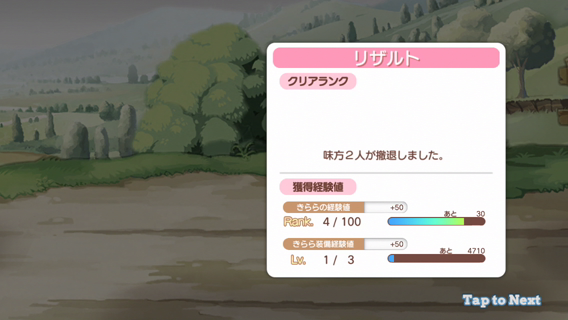 リザルト
クリアランク
味方２人が撤退しました。
獲得経験値
きららの経験値 +50
Rank. 4 / 100 あと 30
きらら装備経験値 +50
Lv. 1 / 3 あと 4710
Tap to Next